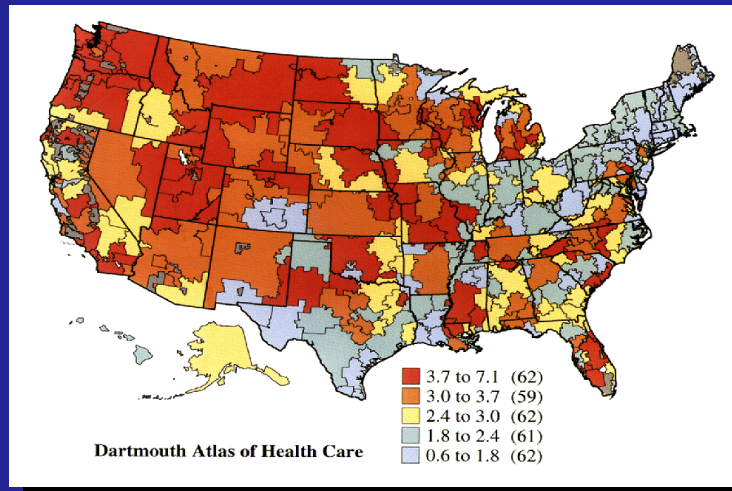 3.7 to 7.1 (62)
3.0 to 3.7 (59)
2.4 to 3.0 (62)
1.8 to 2.4 (61)
0.6 to 1.8 (62)
Dartmouth Atlas of Health Care